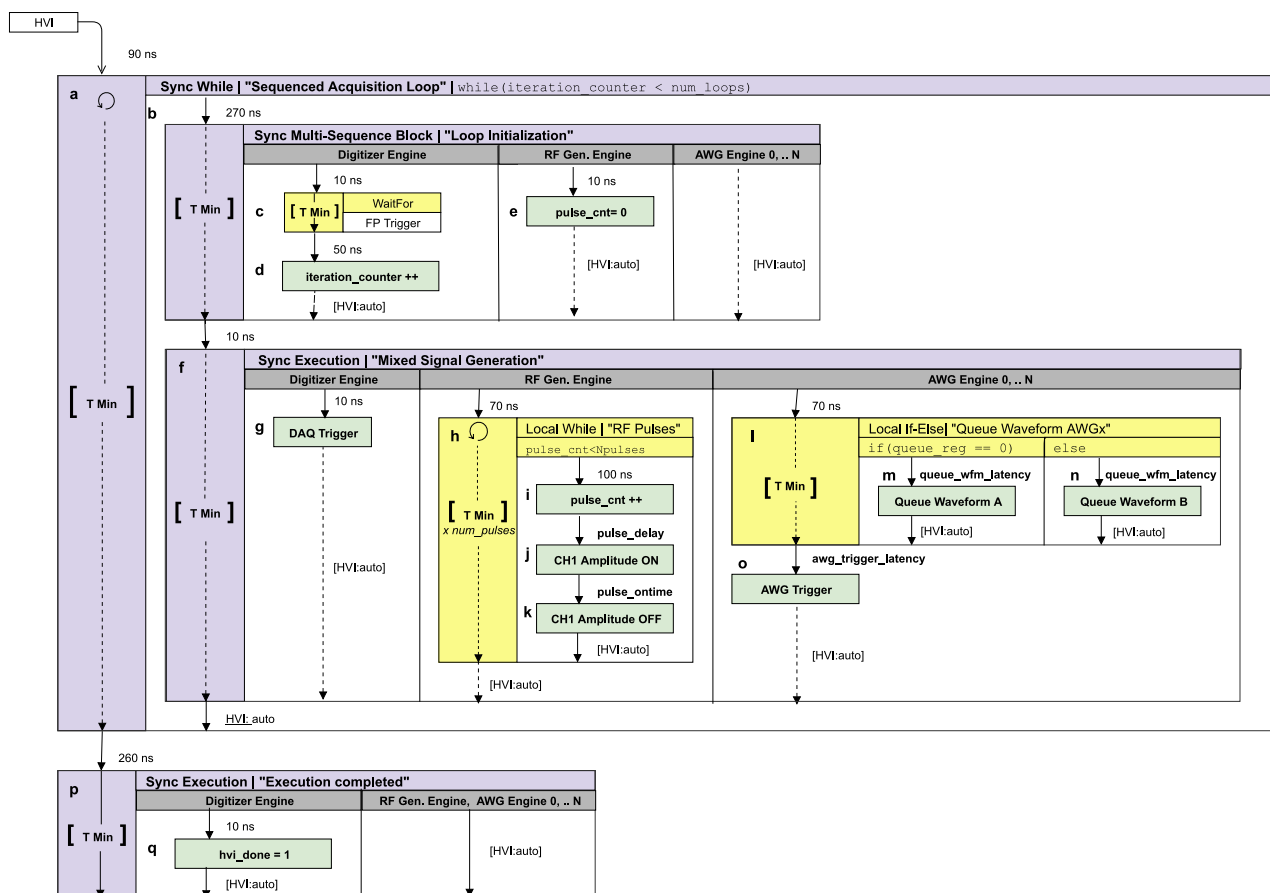 HVI
90 ns
a
Sync While | "Sequenced Acquisition Loop" | while(iteration_counter < num_loops)
b
270 ns
Sync Multi-Sequence Block | "Loop Initialization"
Digitizer Engine
RF Gen. Engine
AWG Engine 0, .. N
[ T Min ]
10 ns
c
[ T Min ]
WaitFor
FP Trigger
50 ns
d
iteration_counter ++
[HVI:auto]
10 ns
e
pulse_cnt= 0
[HVI:auto]
[HVI:auto]
10 ns
[ T Min ]
f
Sync Execution | "Mixed Signal Generation"
Digitizer Engine
RF Gen. Engine
AWG Engine 0, .. N
[ T Min ]
10 ns
g
DAQ Trigger
[HVI:auto]
70 ns
h
Local While | "RF Pulses"
pulse_cnt<Npulses
[ T Min ]
x num_pulses
100 ns
i
pulse_cnt ++
pulse_delay
j
CH1 Amplitude ON
pulse_ontime
k
CH1 Amplitude OFF
[HVI:auto]
[HVI:auto]
70 ns
l
Local If-Else| "Queue Waveform AWGx"
if(queue_reg == 0)
else
[ T Min ]
m
queue_wfm_latency
Queue Waveform A
[HVI:auto]
n
queue_wfm_latency
Queue Waveform B
[HVI:auto]
awg_trigger_latency
o
AWG Trigger
[HVI:auto]
HVI: auto
260 ns
p
Sync Execution | "Execution completed"
Digitizer Engine
RF Gen. Engine, AWG Engine 0, .. N
[ T Min ]
10 ns
q
hvi_done = 1
[HVI:auto]
[HVI:auto]